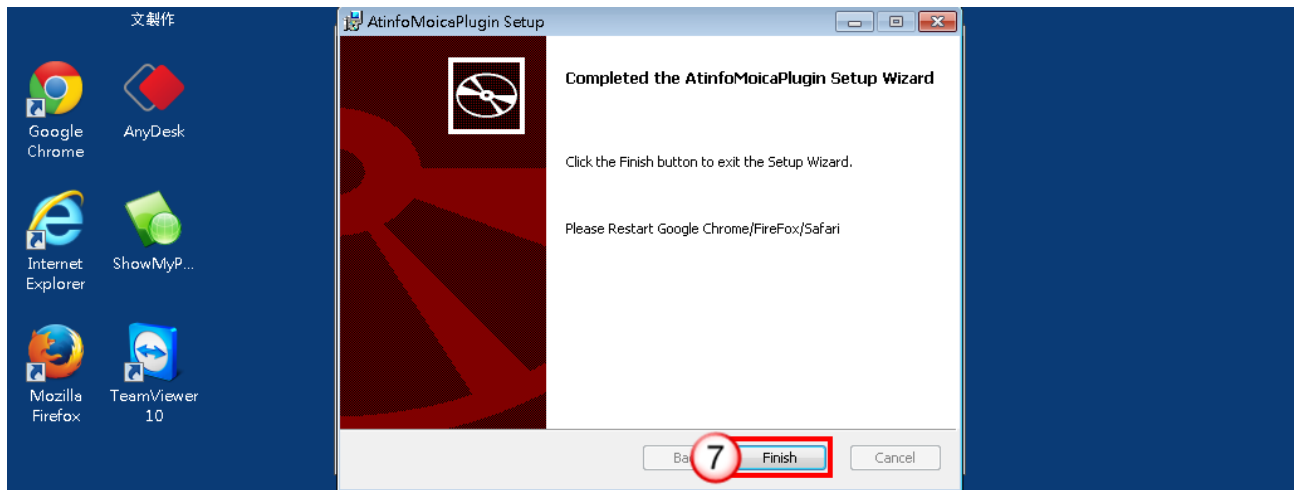 文製作
Google
Chrome
AnyDesk
Internet
Explorer
ShowMyP...
Mozilla
Firefox
TeamViewer
10
AtinfoMoicaPlugin Setup
Completed the AtinfoMoicaPlugin Setup Wizard
Click the Finish button to exit the Setup Wizard.
Please Restart Google Chrome/FireFox/Safari
7
Finish
Cancel